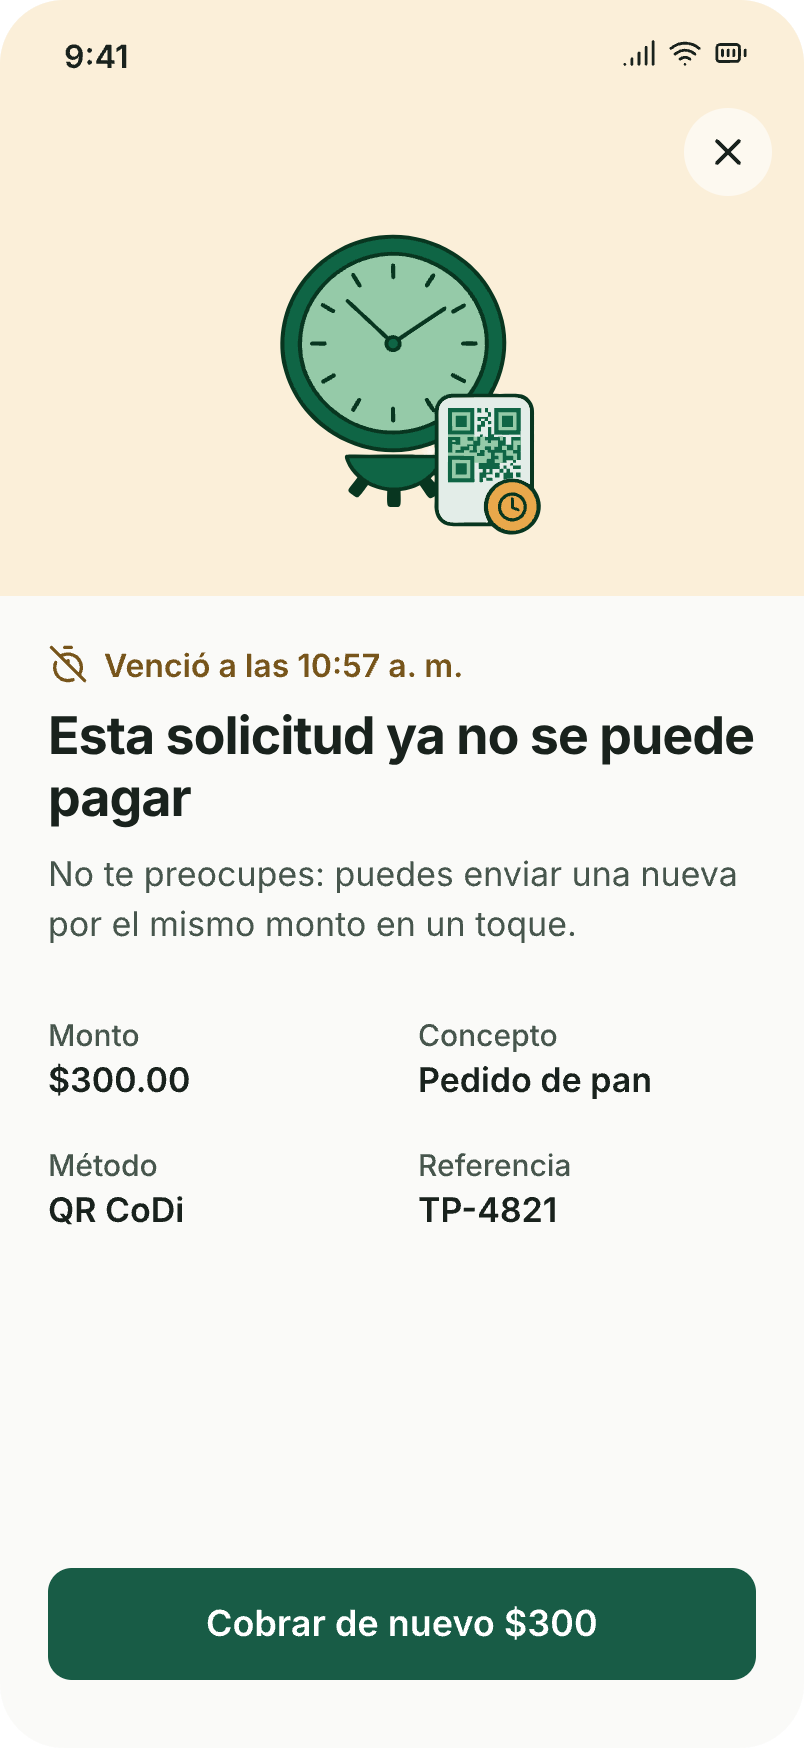 9:41
Venció a las 10:57 a. m.
Esta solicitud ya no se puede
pagar
No te preocupes: puedes enviar una nueva
por el mismo monto en un toque.
Monto
$300.00
Concepto
Pedido de pan
Método
QR CoDi
Referencia
TP-4821
Cobrar de nuevo $300